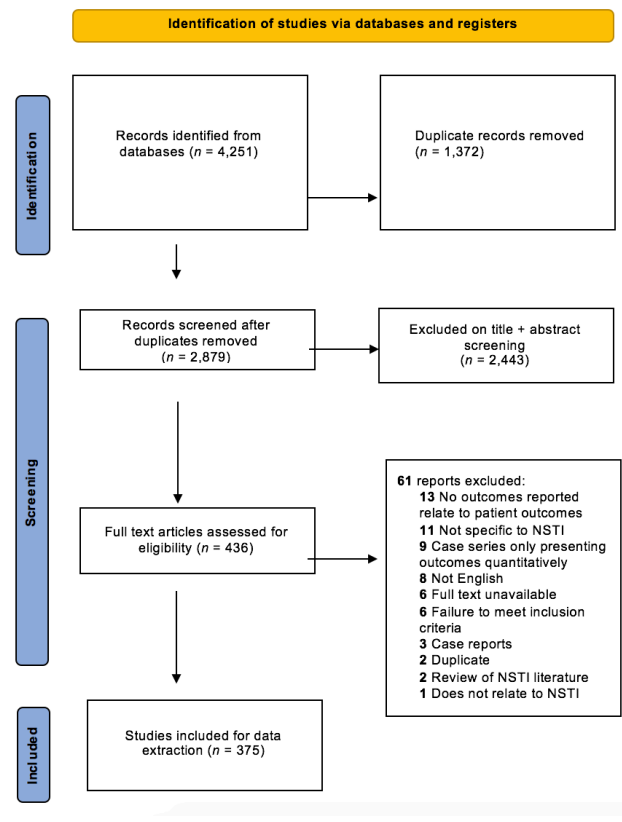 Identification of studies via databases and registers
Identification
Records identified from
databases (n = 4,251)
Duplicate records removed
(n = 1,372)
Screening
Records screened after
duplicates removed
(n = 2,879)
Excluded on title + abstract
screening
(n = 2,443)
Full text articles assessed for
eligibility (n = 436)
61 reports excluded:
13 No outcomes reported
relate to patient outcomes
11 Not specific to NSTI
9 Case series only presenting
outcomes quantitatively
8 Not English
6 Full text unavailable
6 Failure to meet inclusion
criteria
3 Case reports
2 Duplicate
2 Review of NSTI literature
1 Does not relate to NSTI
Included
Studies included for data
extraction (n = 375)